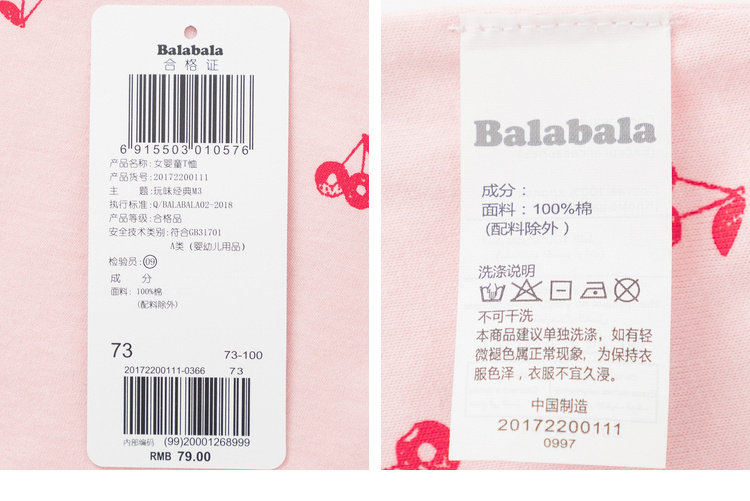 Balabala
合格证
6 915503 010576
产品名称:女婴童T恤
产品货号:20172200111
主 题:玩味经典M3
执行标准:Q/BALABALA02-2018
产品等级:合格品
安全技术类别:符合GB31701
A类（婴幼儿用品）
检验员:09
成 分
面料: 100%棉
(配料除外)
73 73-100
20172200111-0366 73
内部编码 (99)20001268999
RMB 79.00
Balabala
成分：
面料：100%棉
(配料除外）
洗涤说明
不可干洗
本商品建议单独洗涤，如有轻
微褪色属正常现象，为保持衣
服色泽，衣服不宜久浸。
中国制造
20172200111
0997